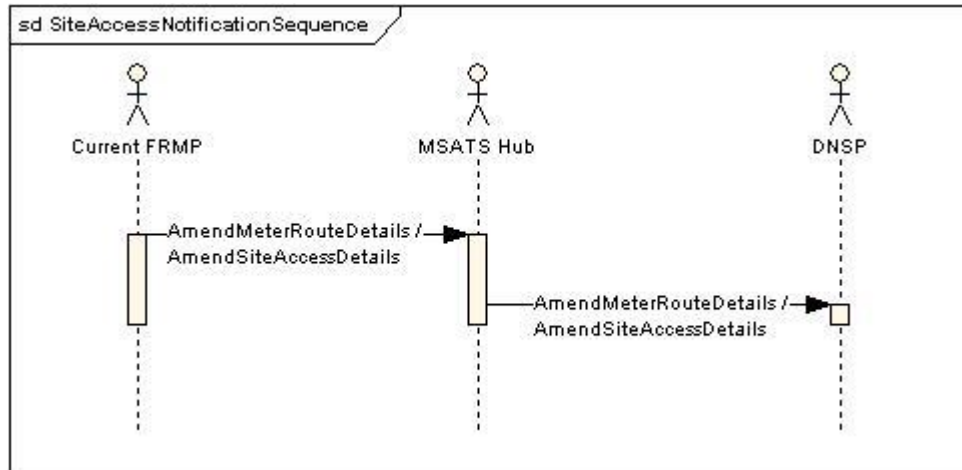 sd SiteAccessNotificationSequence
Current FRMP
MSATS Hub
DNSP
AmendMeterRouteDetails /
AmendSiteAccessDetails
AmendMeterRouteDetails /
AmendSiteAccessDetails